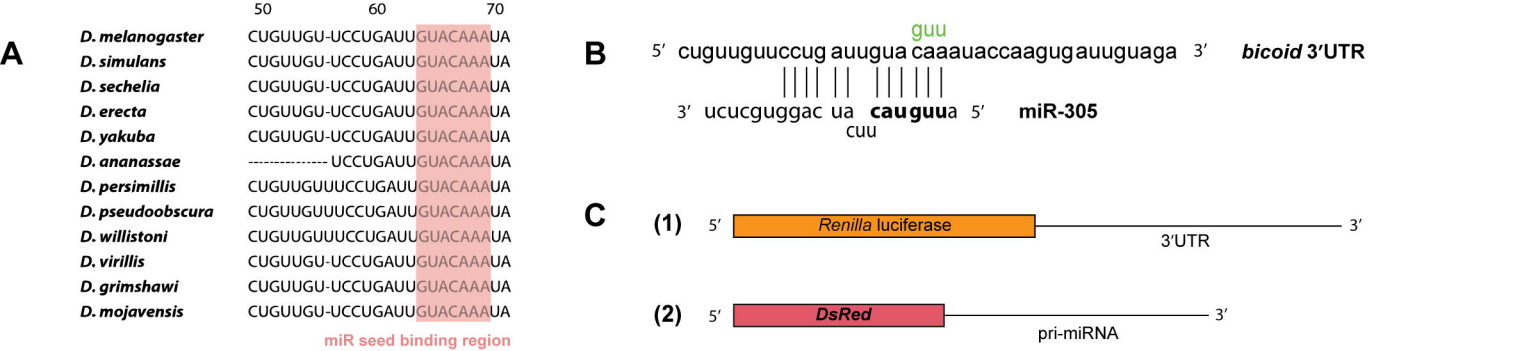 A
50 60 70
D. melanogaster CUGUUGU-UCCUGAUUGUACAAAUA
D. simulans CUGUUGU-UCCUGAUUGUACAAAUA
D. sechelia CUGUUGU-UCCUGAUUGUACAAAUA
D. erecta CUGUUGU-UCCUGAUUGUACAAAUA
D. yakuba CUGUUGU-UCCUGAUUGUACAAAUA
D. ananassae --------------- UCCUGAUUGUACAAAUA
D. persimillis CUGUUGUUUCCUGAUUGUACAAAUA
D. pseudoobscura CUGUUGUUUCCUGAUUGUACAAAUA
D. willistoni CUGUUGUUUCCUGAUUGUACAAAUA
D. virillis CUGUUGU-UCCUGAUUGUACAAAUA
D. grimshawi CUGUUGU-UCCUGAUUGUACAAAUA
D. mojavensis CUGUUGU-UCCUGAUUGUACAAAUA
miR seed binding region
B
guu
5′ cuguuguuccug auugua caaauaccaagugauuguaga 3′ bicoid 3′UTR
3′ ucucguggac ua cauguua 5′ miR-305
cuu
C
(1) 5′ Renilla luciferase 3′
3′UTR
(2) 5′ DsRed 3′
pri-miRNA